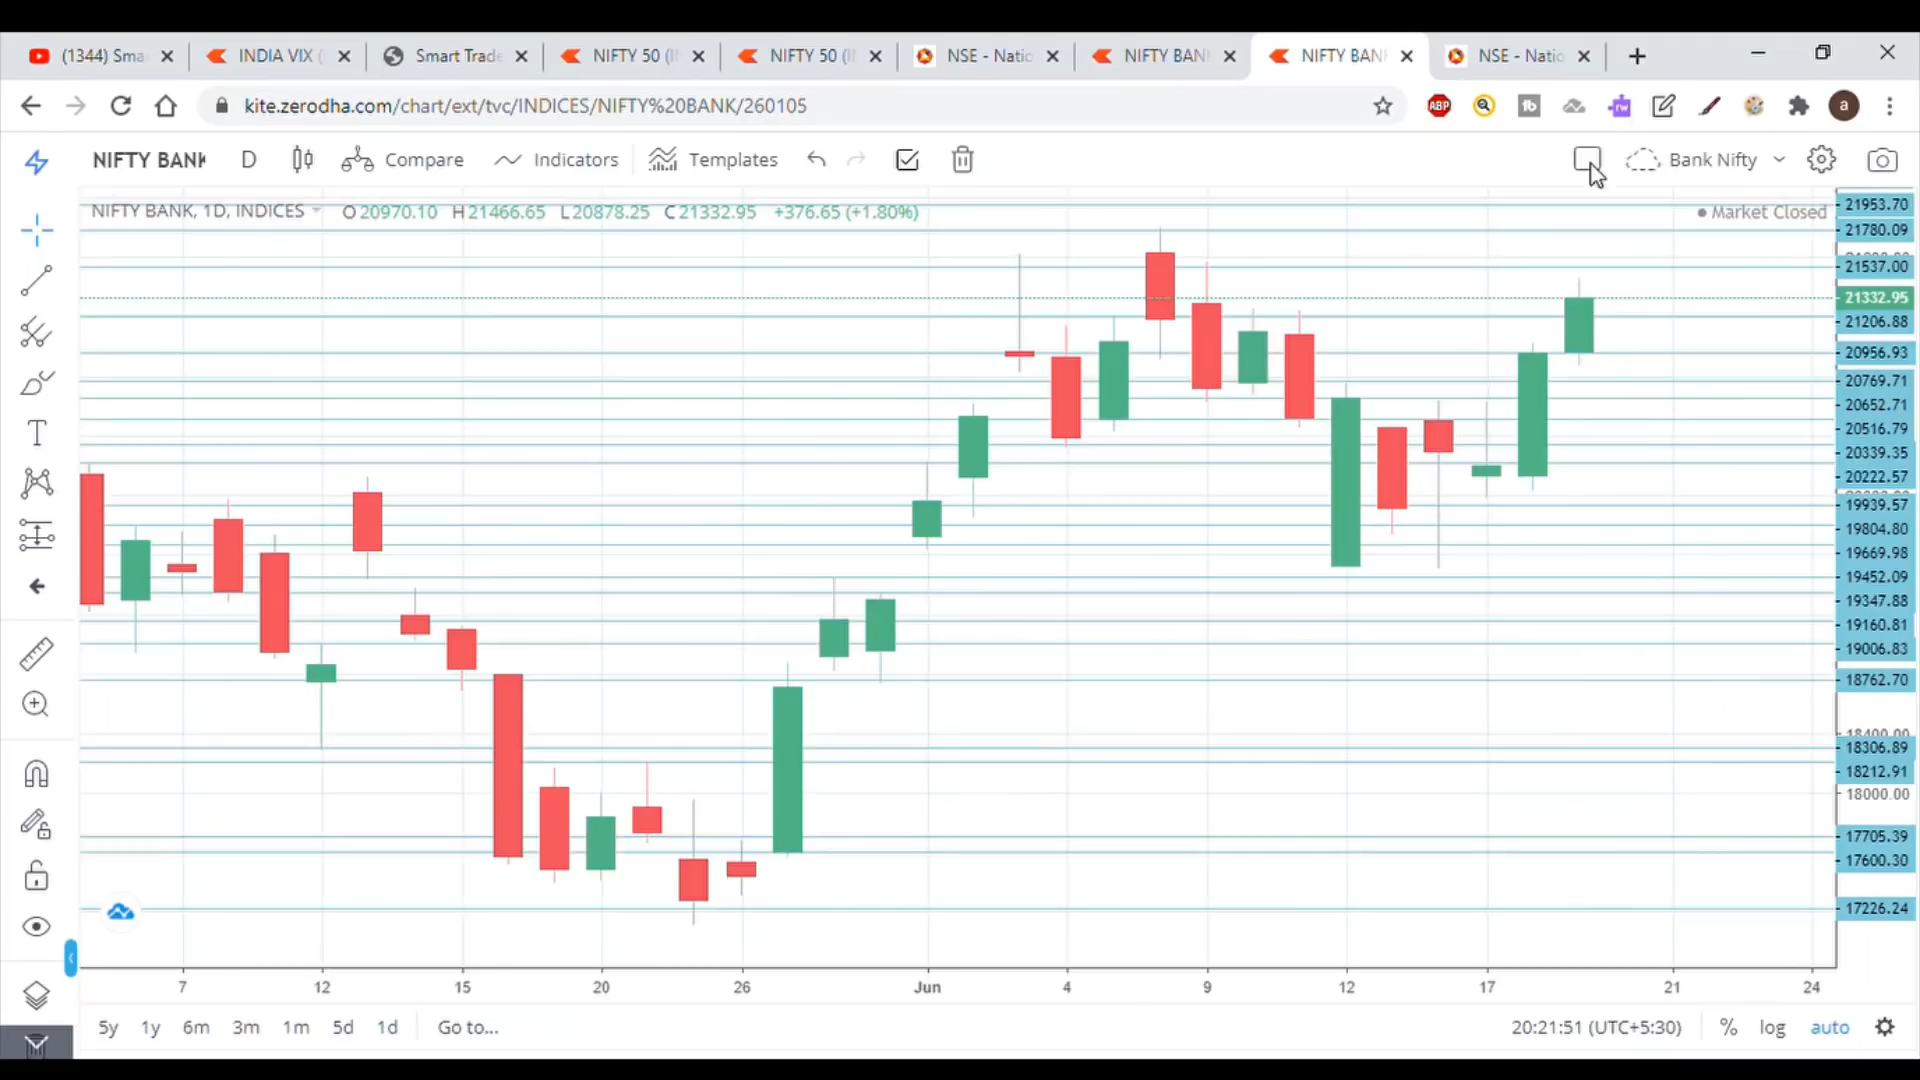 (1344) Sma
INDIA VIX (
Smart Trade
NIFTY 50 (I
NIFTY 50 (I
NSE - Natio
NIFTY BAN
NIFTY BAN
NSE - Natio
kite.zerodha.com/chart/ext/tvc/INDICES/NIFTY%20BANK/260105
ABP
fb
rw
a
NIFTY BANK
D
Compare
Indicators
Templates
Bank Nifty
NIFTY BANK, 1D, INDICES
O 20970.10 H 21466.65 L 20878.25 C 21332.95 +376.65 (+1.80%)
Market Closed
21953.70
21780.09
21537.00
21332.95
21206.88
20956.93
20769.71
20652.71
20516.79
20339.35
20222.57
19939.57
19804.80
19669.98
19452.09
19347.88
19160.81
19006.83
18762.70
18400.00
18306.89
18212.91
18000.00
17705.39
17600.30
17226.24
7 12 15 20 26 Jun 4 9 12 17 21 24
5y 1y 6m 3m 1m 5d 1d Go to...
20:21:51 (UTC+5:30) % log auto